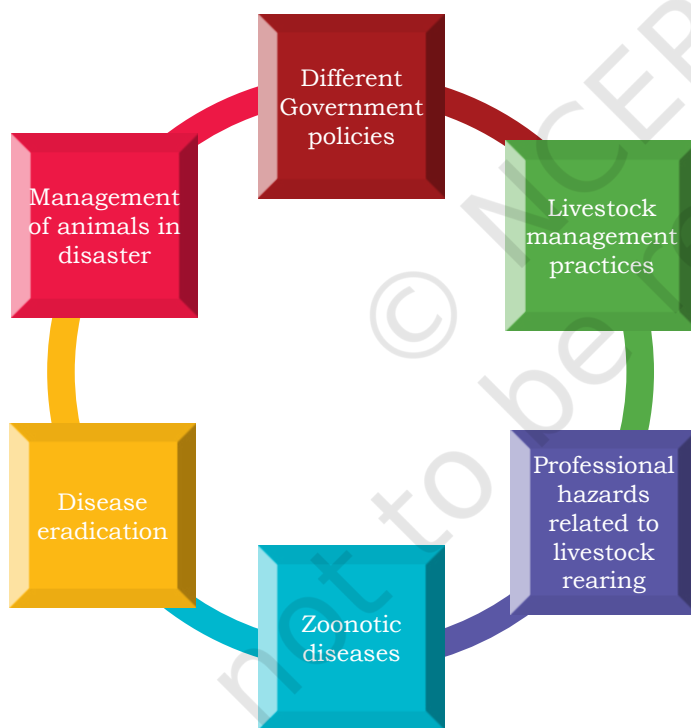 Different
Government
policies
Livestock
management
practices
Professional
hazards
related to
livestock
rearing
Zoonotic
diseases
Disease
eradication
Management
of animals in
disaster
© NCE
not to be